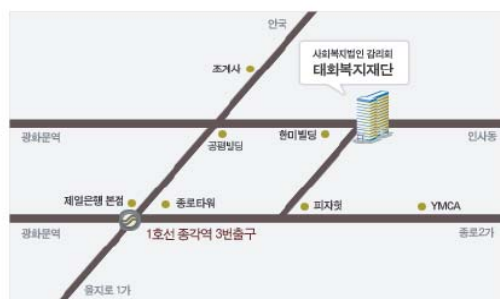 안국
조계사
사회복지법인 감리회
태화복지재단
광화문역
공평빌딩
한미빌딩
인사동
제일은행 본점
종로타워
피자헛
YMCA
광화문역
1호선 종각역 3번출구
종로2가
을지로 1가